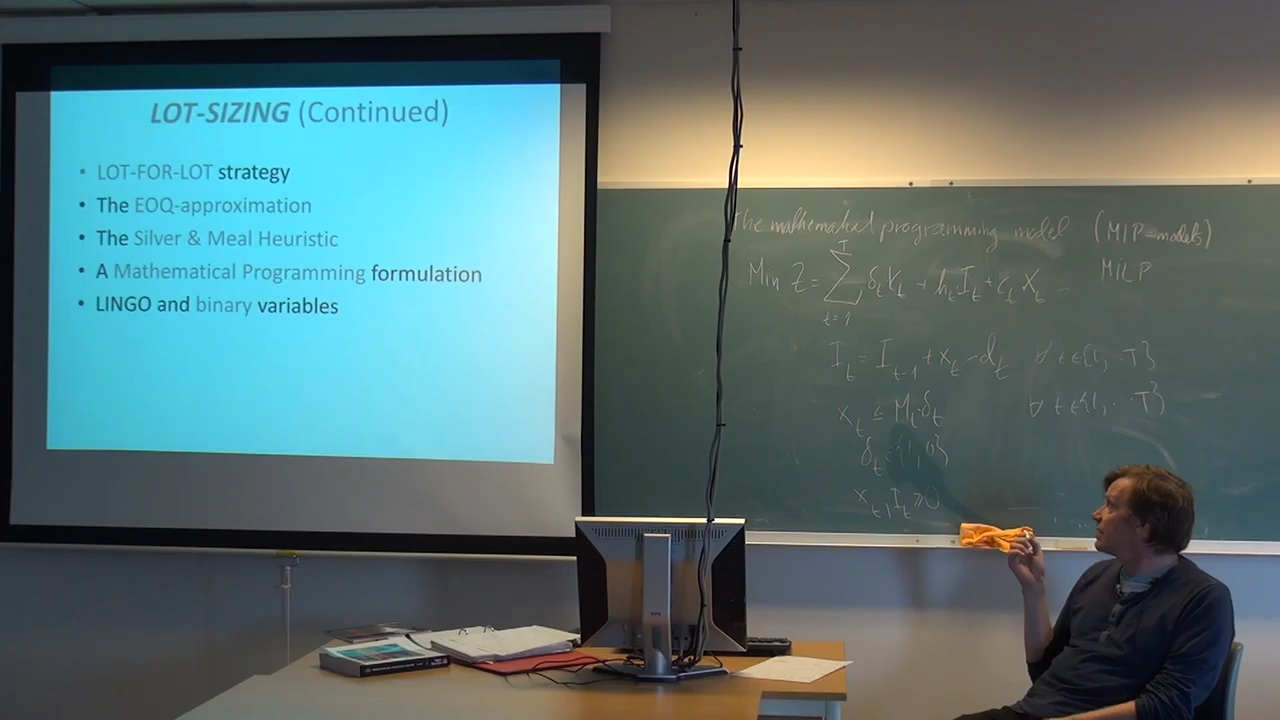 LOT-SIZING (Continued)
• LOT-FOR-LOT strategy
• The EOQ-approximation
• The Silver & Meal Heuristic
• A Mathematical Programming formulation
• LINGO and binary variables
The mathematical programming model (MIP-models)
MILP
Min Z = ∑ t=1 T δt Kt + ht It + ct Xt
It = It-1 + xt - dt ∀ t∈{1, ..T}
xt ≤ Mt·δt ∀ t∈{1, ...T}
δt ∈ {1, 0}
xt, It ≥ 0